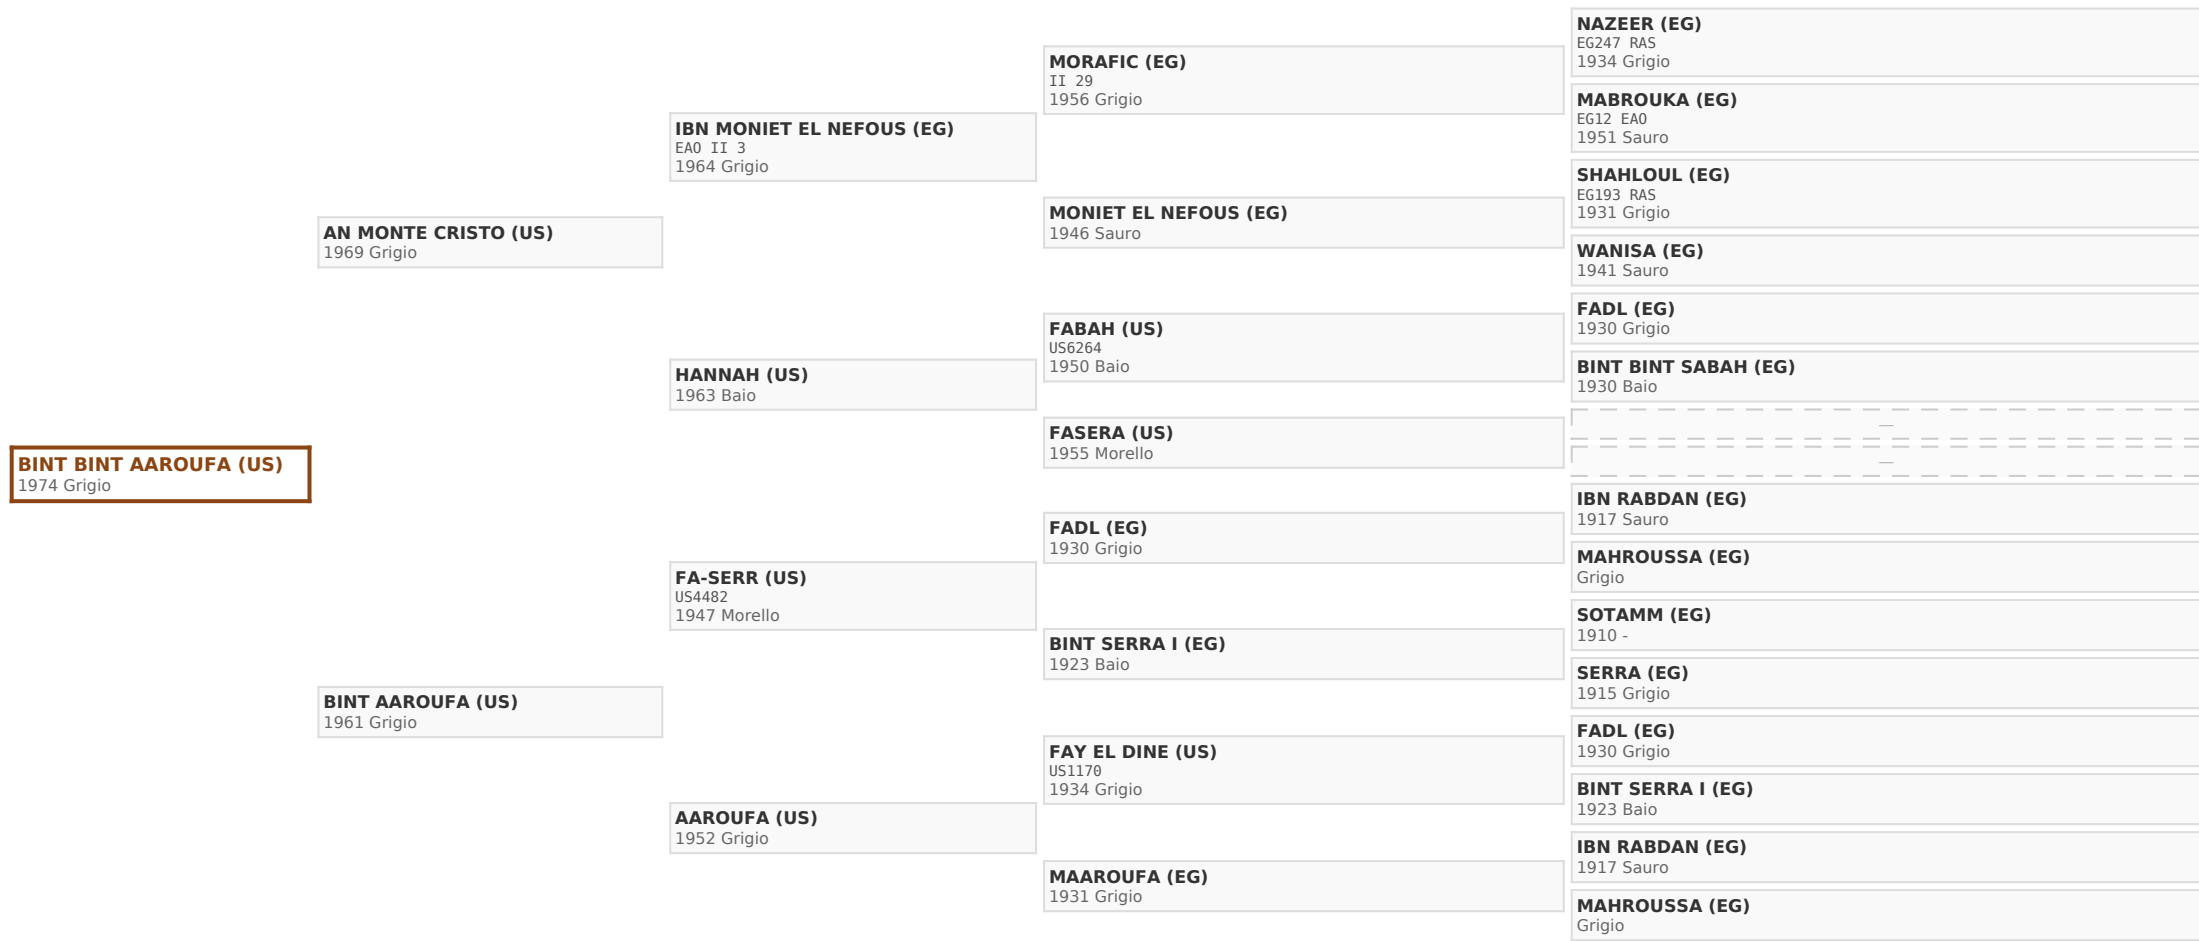 BINT BINT AAROUFA (US)
1974 Grigio
AN MONTE CRISTO (US)
1969 Grigio
BINT AAROUFA (US)
1961 Grigio
IBN MONIET EL NEFOUS (EG)
EAO II 3
1964 Grigio
HANNAH (US)
1963 Baio
FA-SERR (US)
US4482
1947 Morello
AAROUFA (US)
1952 Grigio
MORAFIC (EG)
II 29
1956 Grigio
MONIET EL NEFOUS (EG)
1946 Sauro
FABAH (US)
US6264
1950 Baio
FASERA (US)
1955 Morello
FADL (EG)
1930 Grigio
BINT SERRA I (EG)
1923 Baio
FAY EL DINE (US)
US1170
1934 Grigio
MAAROUFA (EG)
1931 Grigio
NAZEER (EG)
EG247 RAS
1934 Grigio
MABROUKA (EG)
EG12 EAO
1951 Sauro
SHAHLOUL (EG)
EG193 RAS
1931 Grigio
WANISA (EG)
1941 Sauro
FADL (EG)
1930 Grigio
BINT BINT SABAH (EG)
1930 Baio
—
—
IBN RABDAN (EG)
1917 Sauro
MAHROUSSA (EG)
Grigio
SOTAMM (EG)
1910 -
SERRA (EG)
1915 Grigio
FADL (EG)
1930 Grigio
BINT SERRA I (EG)
1923 Baio
IBN RABDAN (EG)
1917 Sauro
MAHROUSSA (EG)
Grigio